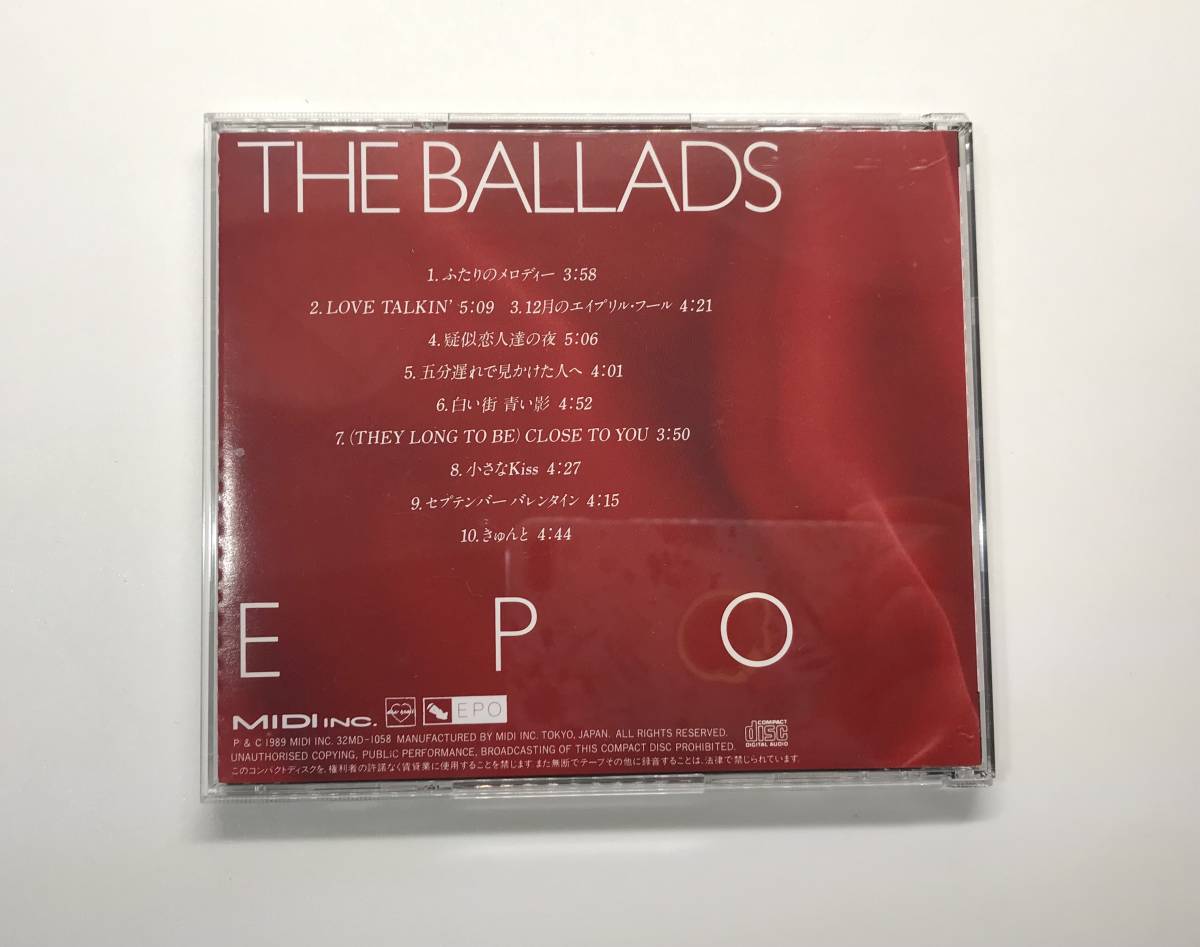 THE BALLADS
1. ふたりのメロディー 3:58
2. LOVE TALKIN' 5:09 3. 12月のエイプリル・フール 4:21
4. 疑似恋人達の夜 5:06
5. 五分遅れで見かけた人へ 4:01
6. 白い街 青い影 4:52
7. (THEY LONG TO BE) CLOSE TO YOU 3:50
8. 小さなKiss 4:27
9. セプテンバー バレンタイン 4:15
10. きゅんと 4:44
E P O
MIDI INC. EPO
P & C 1989 MIDI INC. 32MD-1058 MANUFACTURED BY MIDI INC. TOKYO, JAPAN. ALL RIGHTS RESERVED.
UNAUTHORISED COPYING, PUBLIC PERFORMANCE, BROADCASTING OF THIS COMPACT DISC PROHIBITED.
このコンパクトディスクを、権利者の許諾なく賃貸業に使用することを禁じます。また無断でテープその他に録音することは、法律で禁じられています。
COMPACT
disc
DIGITAL AUDIO